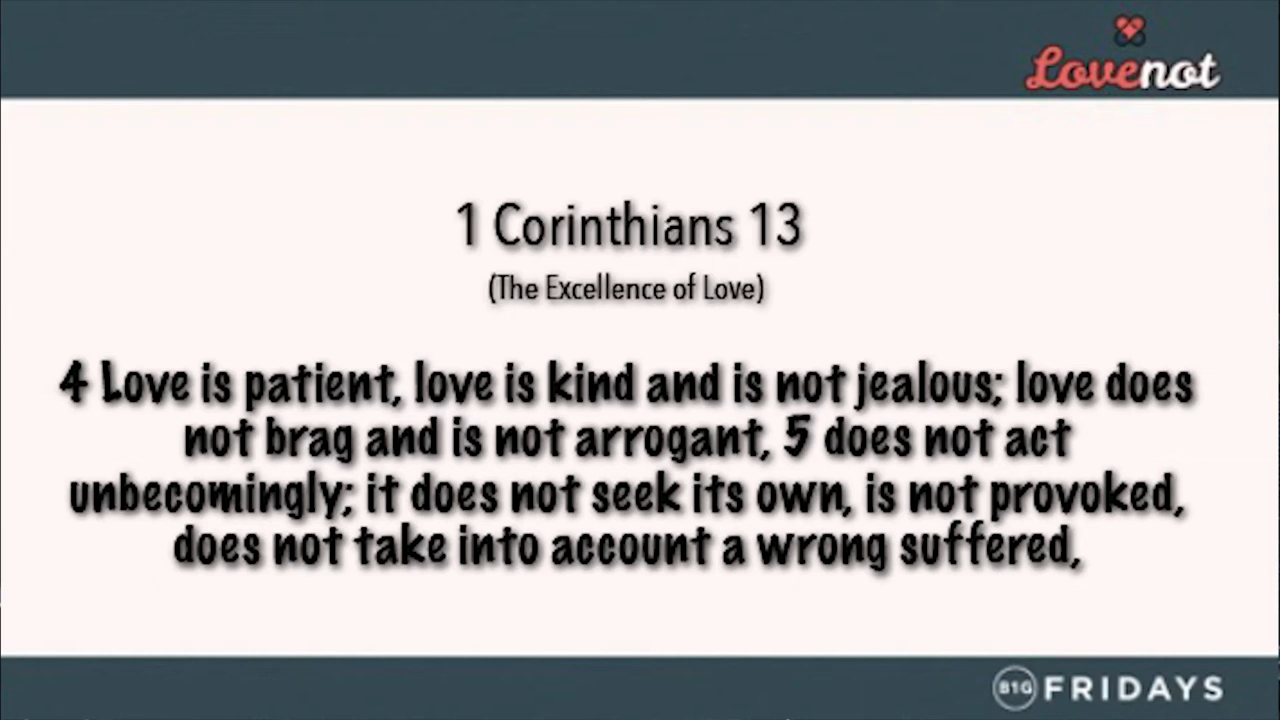 Lovenot
1 Corinthians 13
(The Excellence of Love)
4 Love is patient, love is kind and is not jealous; love does
not brag and is not arrogant, 5 does not act
unbecomingly; it does not seek its own, is not provoked,
does not take into account a wrong suffered,
B1G FRIDAYS